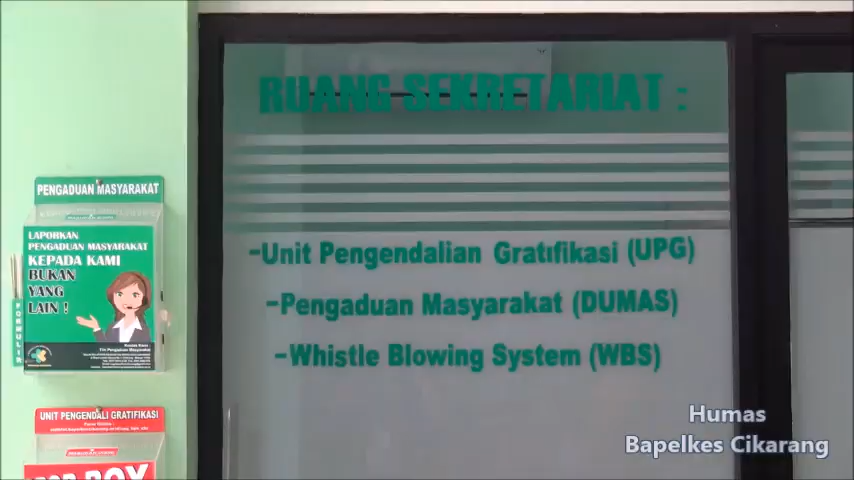 RUANG SEKRETARIAT :
-Unit Pengendalian Gratifikasi (UPG)
-Pengaduan Masyarakat (DUMAS)
-Whistle Blowing System (WBS)
PENGADUAN MASYARAKAT
LAPORKAN
PENGADUAN MASYARAKAT
KEPADA KAMI
BUKAN
YANG
LAIN !
FORMULIR
UNIT PENGENDALI GRATIFIKASI
BOX
Humas
Bapelkes Cikarang